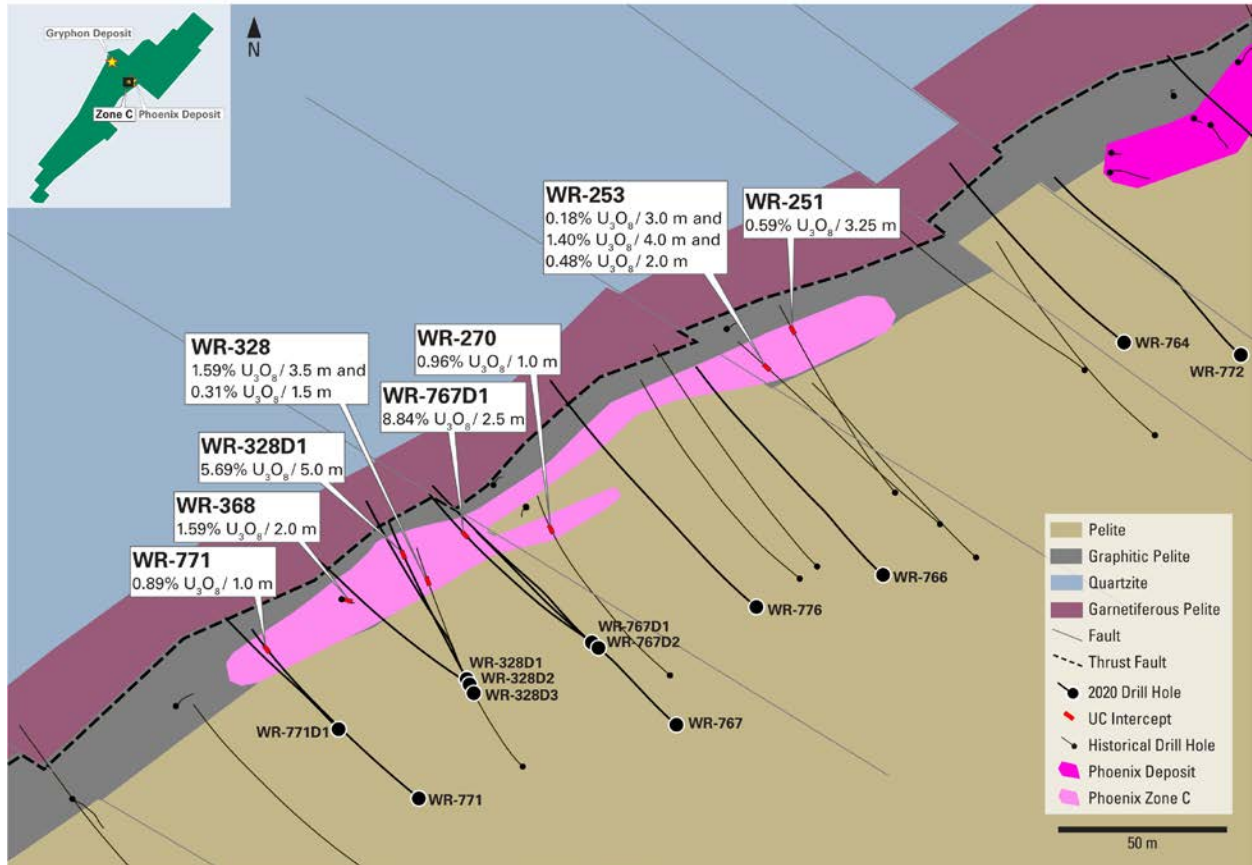 Gryphon Deposit
Zone C
Phoenix Deposit
N
WR-253
0.18% U₃O₈/ 3.0 m and
1.40% U₃O₈/ 4.0 m and
0.48% U₃O₈/ 2.0 m
WR-251
0.59% U₃O₈/ 3.25 m
WR-328
1.59% U₃O₈/ 3.5 m and
0.31% U₃O₈/ 1.5 m
WR-270
0.96% U₃O₈/ 1.0 m
WR-767D1
8.84% U₃O₈/ 2.5 m
WR-328D1
5.69% U₃O₈/ 5.0 m
WR-368
1.59% U₃O₈/ 2.0 m
WR-771
0.89% U₃O₈/ 1.0 m
WR-764
WR-772
WR-766
WR-776
WR-767D1
WR-767D2
WR-328D1
WR-328D2
WR-328D3
WR-767
WR-771D1
WR-771
Pelite
Graphitic Pelite
Quartzite
Garnetiferous Pelite
Fault
Thrust Fault
2020 Drill Hole
UC Intercept
Historical Drill Hole
Phoenix Deposit
Phoenix Zone C
50 m